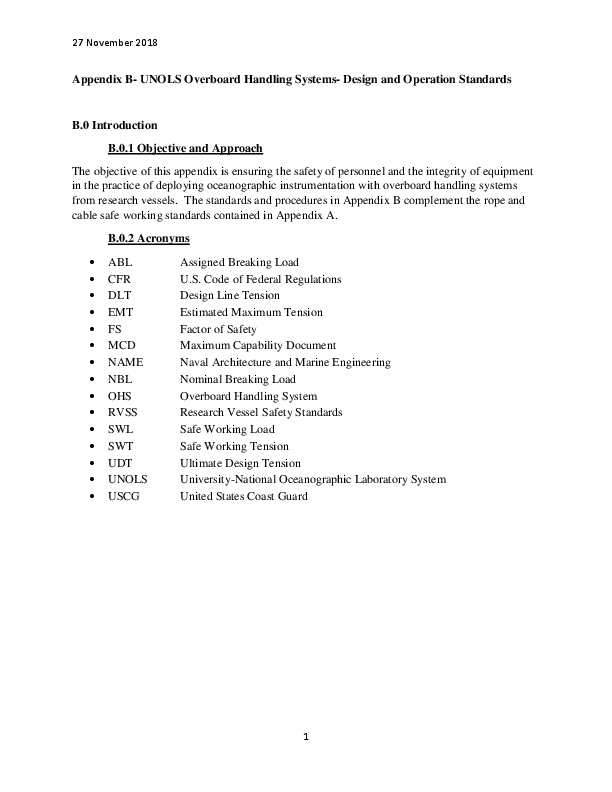 27 November 2018
Appendix B- UNOLS Overboard Handling Systems- Design and Operation Standards
B.0 Introduction
B.0.1 Objective and Approach
The objective of this appendix is ensuring the safety of personnel and the integrity of equipment
in the practice of deploying oceanographic instrumentation with overboard handling systems
from research vessels.  The standards and procedures in Appendix B complement the rope and
cable safe working standards contained in Appendix A.
B.0.2 Acronyms
• ABL Assigned Breaking Load
• CFR U.S. Code of Federal Regulations
• DLT Design Line Tension
• EMT Estimated Maximum Tension
• FS Factor of Safety
• MCD Maximum Capability Document
• NAME Naval Architecture and Marine Engineering
• NBL Nominal Breaking Load
• OHS Overboard Handling System
• RVSS Research Vessel Safety Standards
• SWL Safe Working Load
• SWT Safe Working Tension
• UDT Ultimate Design Tension
• UNOLS University-National Oceanographic Laboratory System
• USCG United States Coast Guard
1